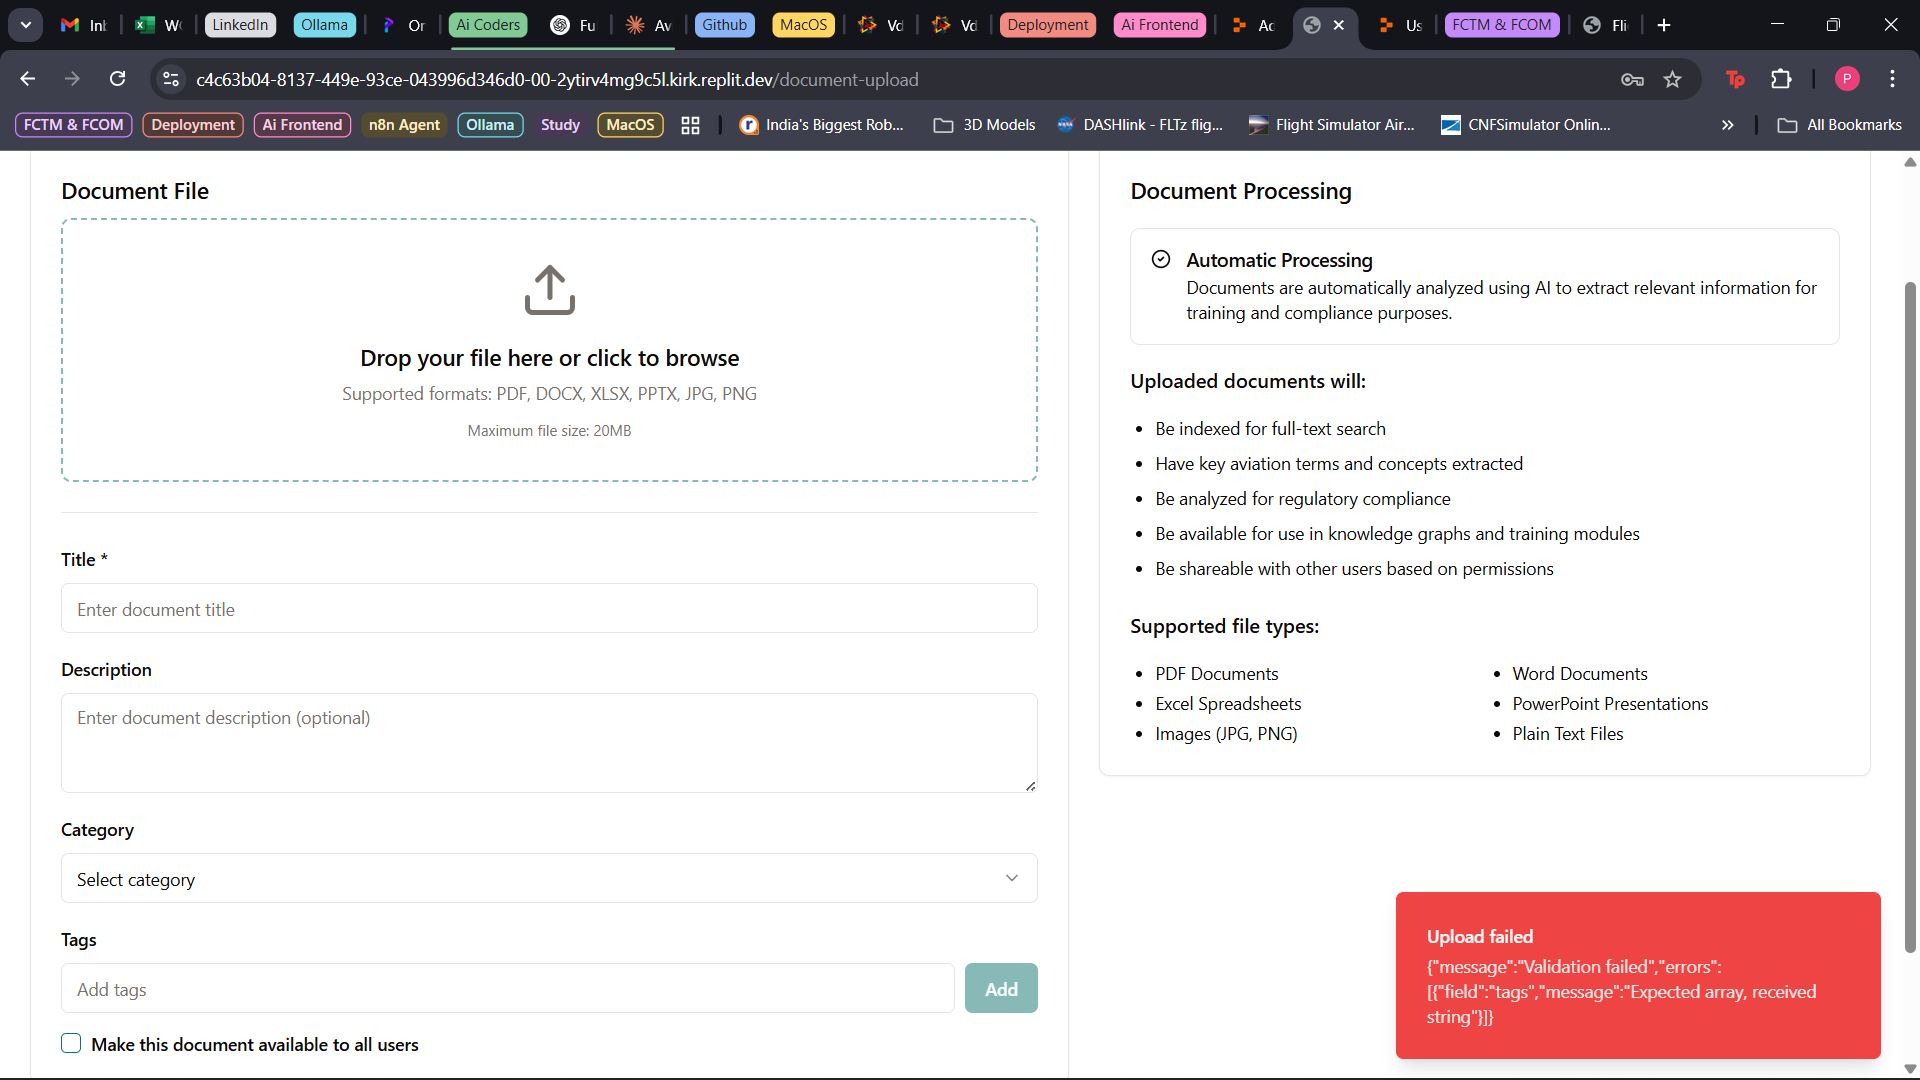 Inb
Wo
LinkedIn
Ollama
Or
Ai Coders
Fu
Av
Github
MacOS
Vd
Vd
Deployment
Ai Frontend
Ad
Us
FCTM & FCOM
Fli
c4c63b04-8137-449e-93ce-043996d346d0-00-2ytirv4mg9c5l.kirk.replit.dev/document-upload
Tp
P
FCTM & FCOM
Deployment
Ai Frontend
n8n Agent
Ollama
Study
MacOS
India's Biggest Rob...
3D Models
DASHlink - FLTz flig...
Flight Simulator Air...
CNFSimulator Onlin...
All Bookmarks
Document File
Drop your file here or click to browse
Supported formats: PDF, DOCX, XLSX, PPTX, JPG, PNG
Maximum file size: 20MB
Title *
Enter document title
Description
Enter document description (optional)
Category
Select category
Tags
Add tags
Add
Make this document available to all users
Document Processing
Automatic Processing
Documents are automatically analyzed using AI to extract relevant information for
training and compliance purposes.
Uploaded documents will:
• Be indexed for full-text search
• Have key aviation terms and concepts extracted
• Be analyzed for regulatory compliance
• Be available for use in knowledge graphs and training modules
• Be shareable with other users based on permissions
Supported file types:
• PDF Documents
• Word Documents
• Excel Spreadsheets
• PowerPoint Presentations
• Images (JPG, PNG)
• Plain Text Files
Upload failed
{"message":"Validation failed","errors":
[{"field":"tags","message":"Expected array, received
string"}]}